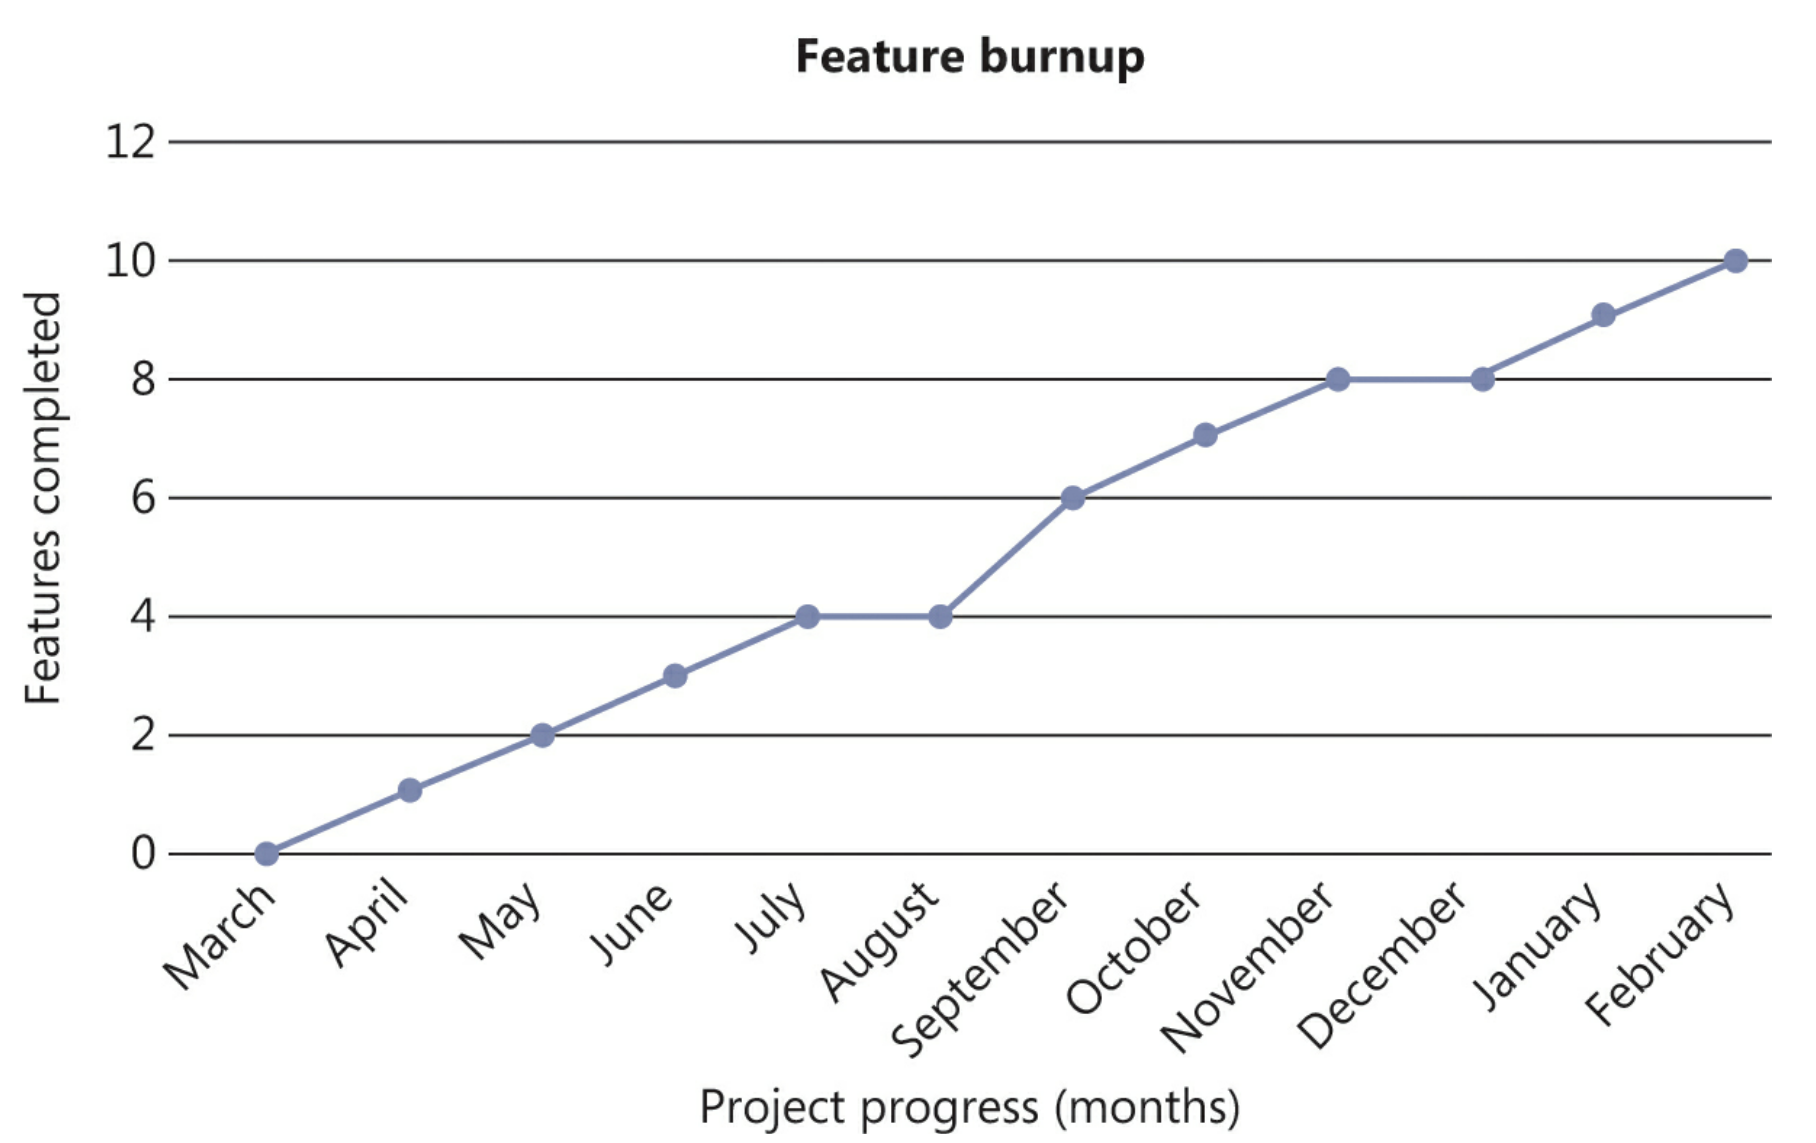 Feature burnup
12
10
8
6
4
2
0
Features completed
March
April
May
June
July
August
September
October
November
December
January
February
Project progress (months)